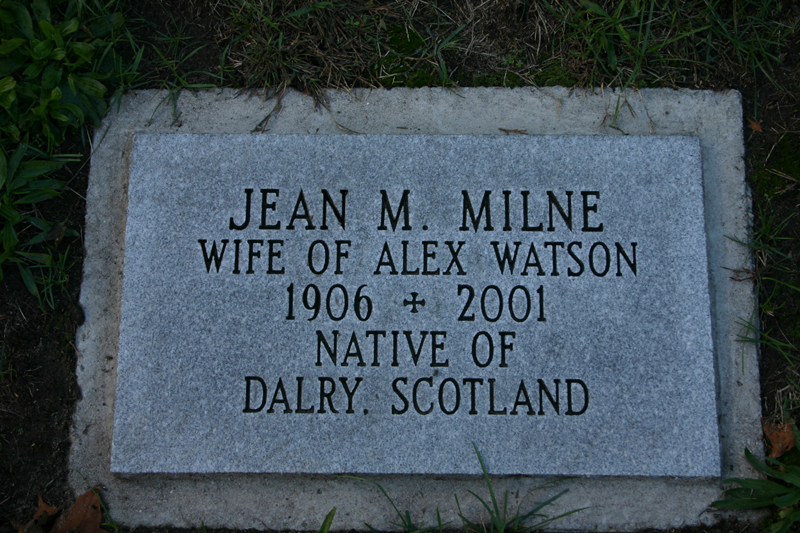 JEAN M. MILNE
WIFE OF ALEX WATSON
1906 ✠ 2001
NATIVE OF
DALRY, SCOTLAND